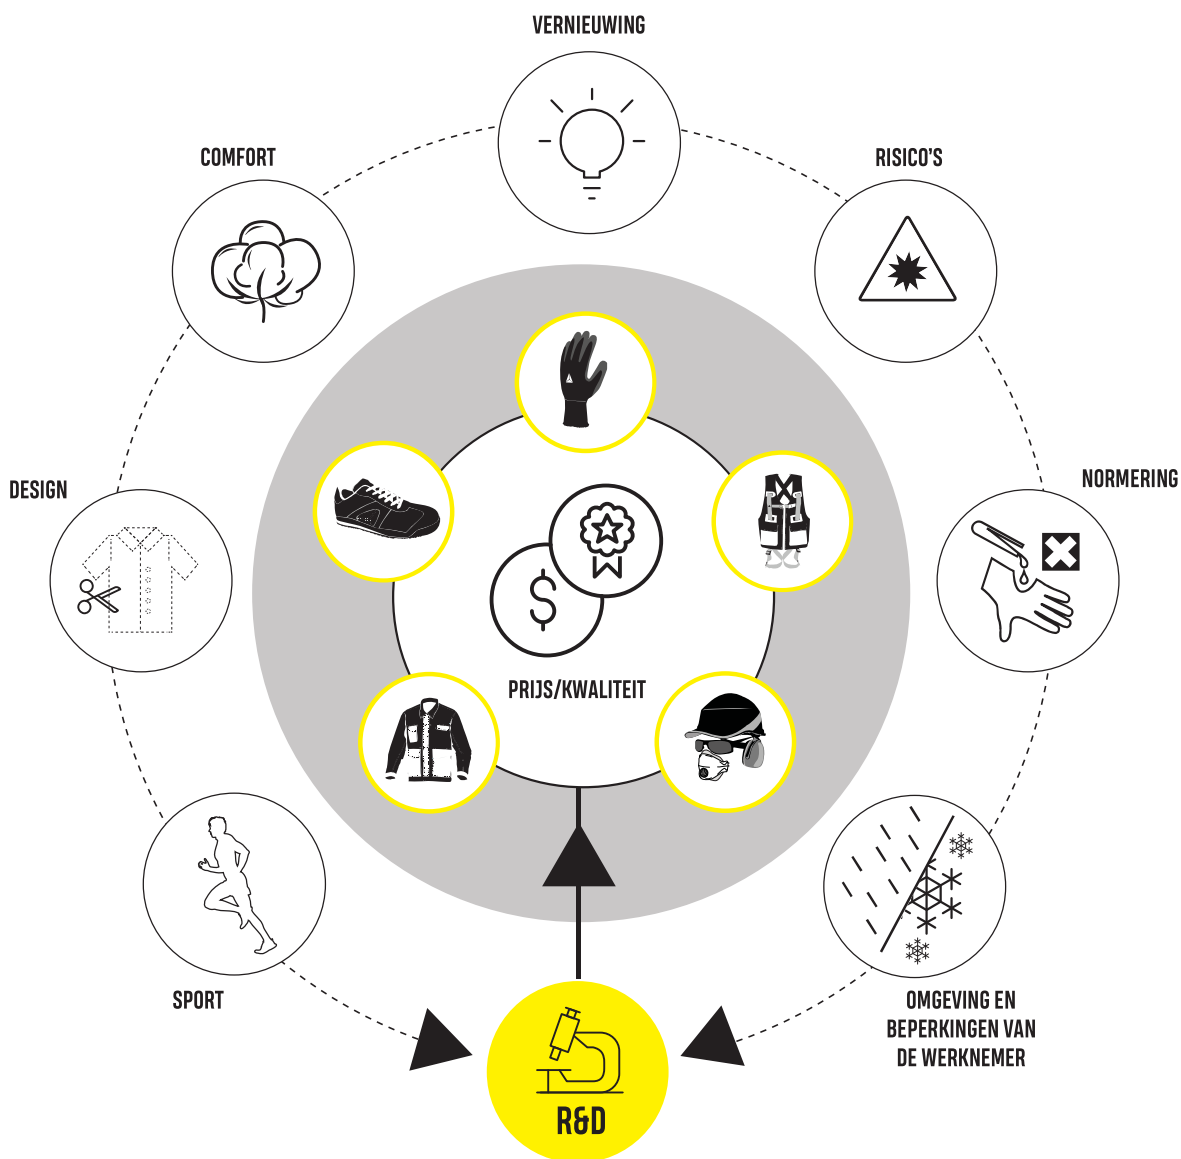 VERNIEUWING
COMFORT
RISICO'S
DESIGN
NORMERING
$
PRIJS/KWALITEIT
SPORT
OMGEVING EN
BEPERKINGEN VAN
DE WERKNEMER
R&D